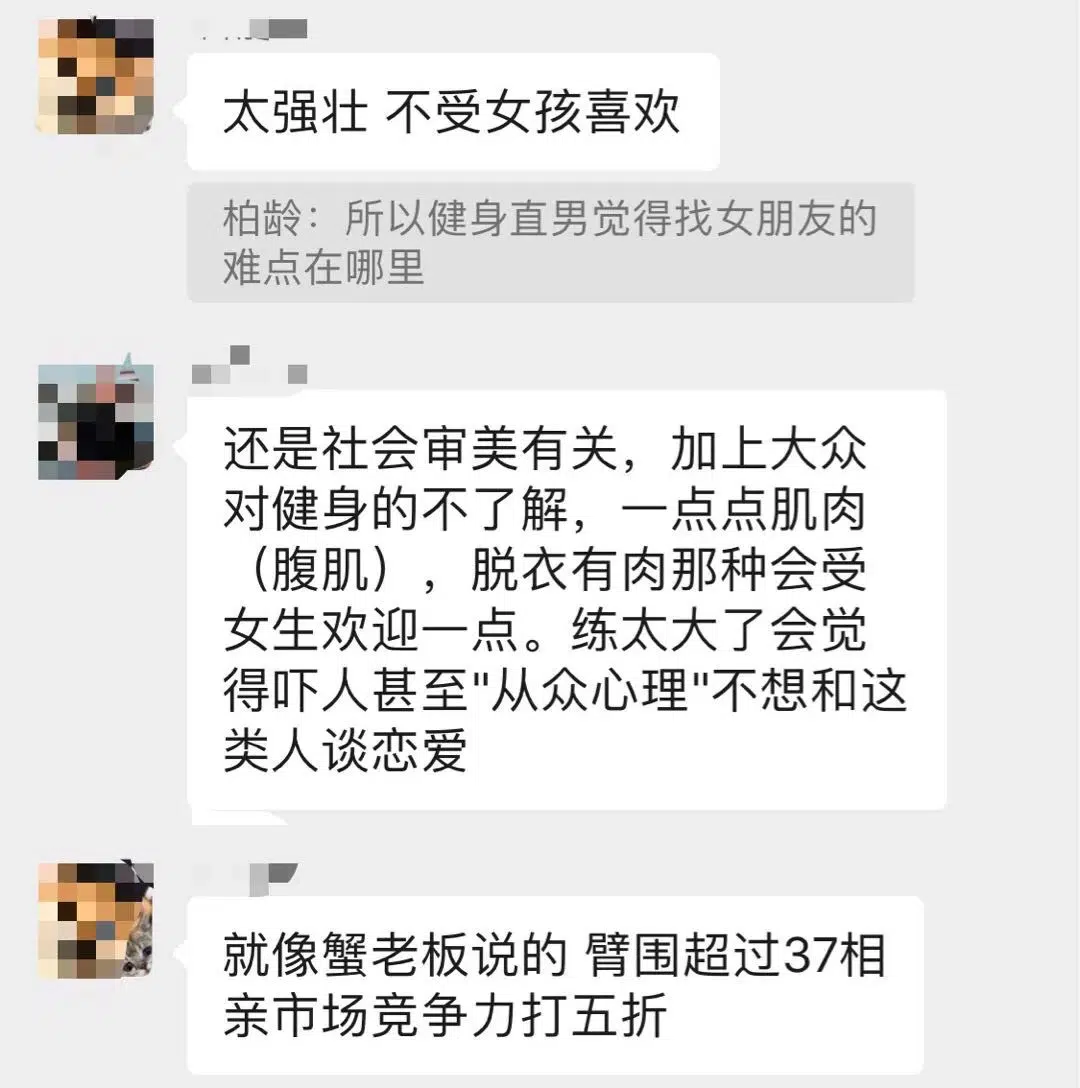 太强壮 不受女孩喜欢
柏龄：所以健身直男觉得找女朋友的
难点在哪里
还是社会审美有关，加上大众
对健身的不了解，一点点肌肉
（腹肌），脱衣有肉那种会受
女生欢迎一点。练太大了会觉
得吓人甚至"从众心理"不想和这
类人谈恋爱
就像蟹老板说的 臂围超过37相
亲市场竞争力打五折